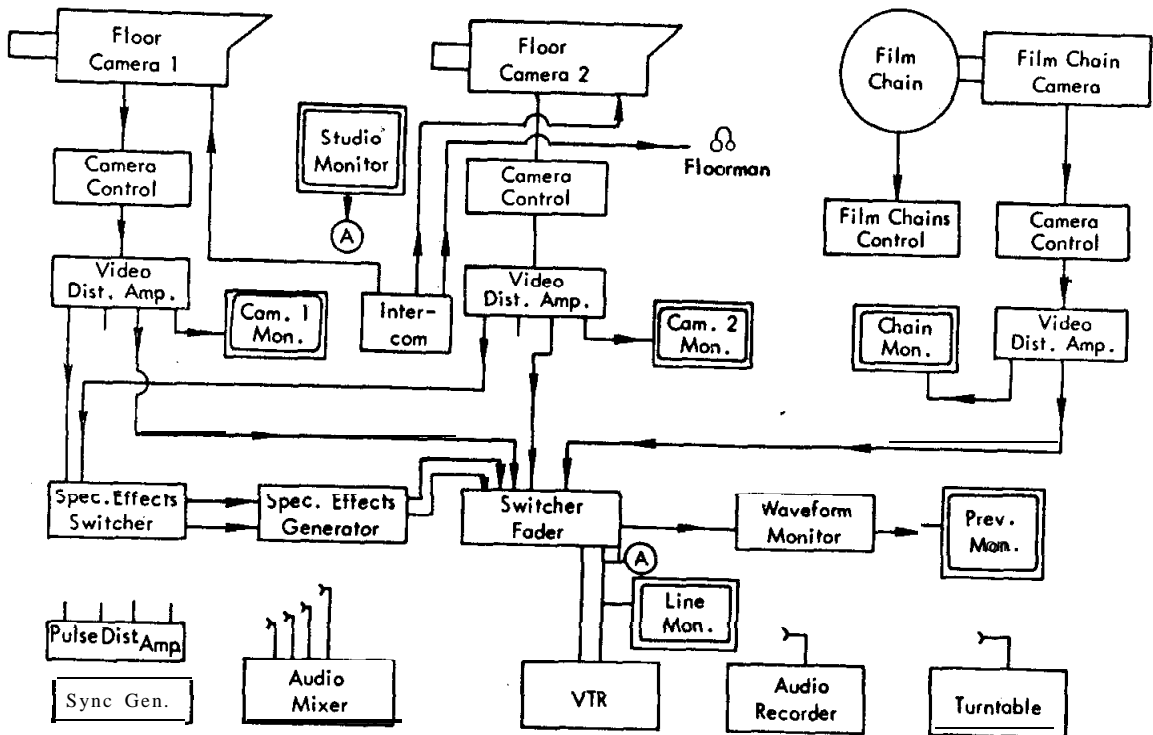 Floor
Camera 1
Floor
Camera 2
Film
Chain
Film Chain
Camera
Studio
Monitor
Floorman
Camera
Control
Camera
Control
Film Chains
Control
Camera
Control
A
Video
Dist. Amp.
Video
Dist. Amp.
Cam. 1
Mon.
Inter-
com
Cam. 2
Mon.
Chain
Mon.
Video
Dist. Amp.
Spec. Effects
Switcher
Spec. Effects
Generator
Switcher
Fader
Waveform
Monitor
Prev.
Mon.
A
Line
Mon.
Pulse Dist Amp.
Sync Gen.
Audio
Mixer
VTR
Audio
Recorder
Turntable